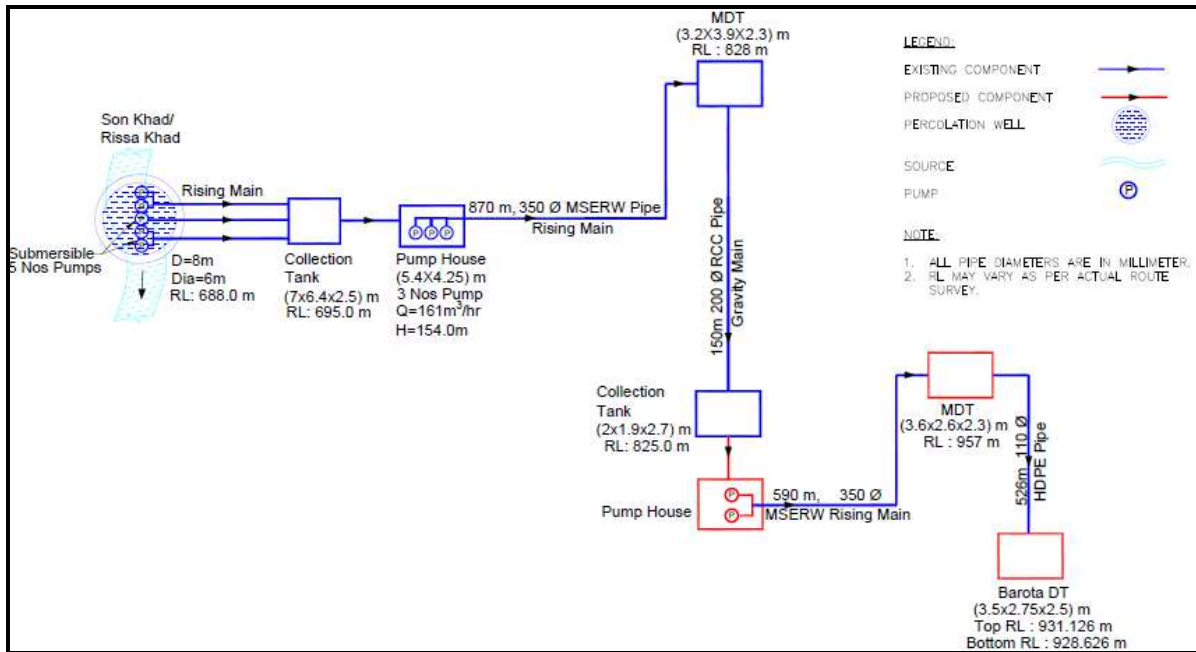 MDT
(3.2X3.9X2.3) m
RL : 828 m
LEGEND:
EXISTING COMPONENT
PROPOSED COMPONENT
PERCOLATION WELL
SOURCE
PUMP
P
NOTE
1. ALL PIPE DIAMETERS ARE IN MILLIMETER.
2. RL MAY VARY AS PER ACTUAL ROUTE
SURVEY.
Son Khad/
Rissa Khad
Rising Main
P
P
P
P
P
Submersible
5 Nos Pumps
D=8m
Dia=6m
RL: 688.0 m
Collection
Tank
(7x6.4x2.5) m
RL: 695.0 m
P P P
Pump House
(5.4X4.25) m
3 Nos Pump
Q=161m³/hr
H=154.0m
870 m, 350 Ø MSERW Pipe
Rising Main
150m 200 Ø RCC Pipe
Gravity Main
Collection
Tank
(2x1.9x2.7) m
RL: 825.0 m
Pump House
P
P
590 m, 350 Ø
MSERW Rising Main
MDT
(3.6x2.6x2.3) m
RL : 957 m
526m 110 Ø
HDPE Pipe
Barota DT
(3.5x2.75x2.5) m
Top RL : 931.126 m
Bottom RL : 928.626 m